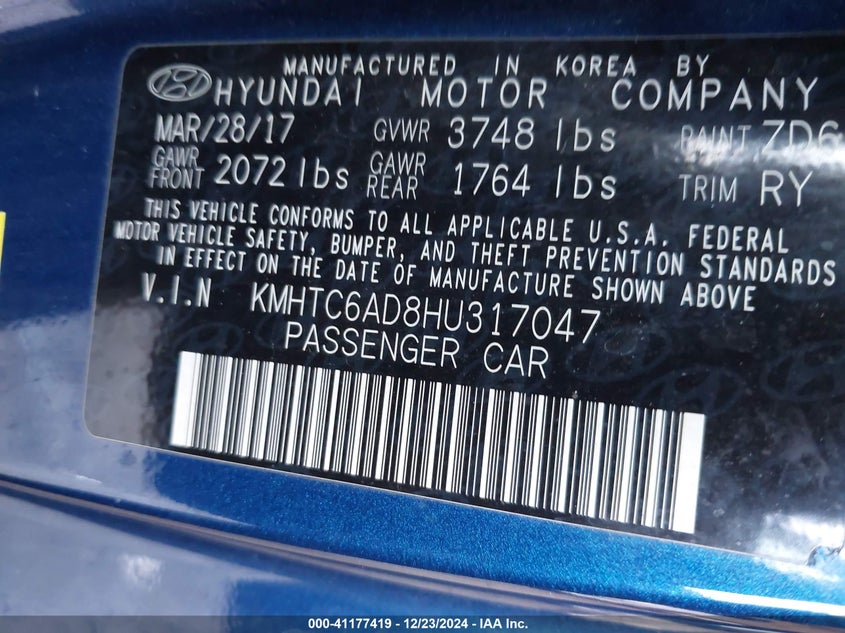 MANUFACTURED IN KOREA BY
HYUNDAI MOTOR COMPANY
MAR/28/17 GVWR 3748 lbs PAINT ZD6
GAWR FRONT 2072 lbs GAWR REAR 1764 lbs TRIM RY
THIS VEHICLE CONFORMS TO ALL APPLICABLE U.S.A. FEDERAL
MOTOR VEHICLE SAFETY, BUMPER, AND THEFT PREVENTION STANDARDS
IN EFFECT ON THE DATE OF MANUFACTURE SHOWN ABOVE
V.I.N KMHTC6AD8HU317047
PASSENGER CAR
000-41177419 - 12/23/2024 - IAA Inc.